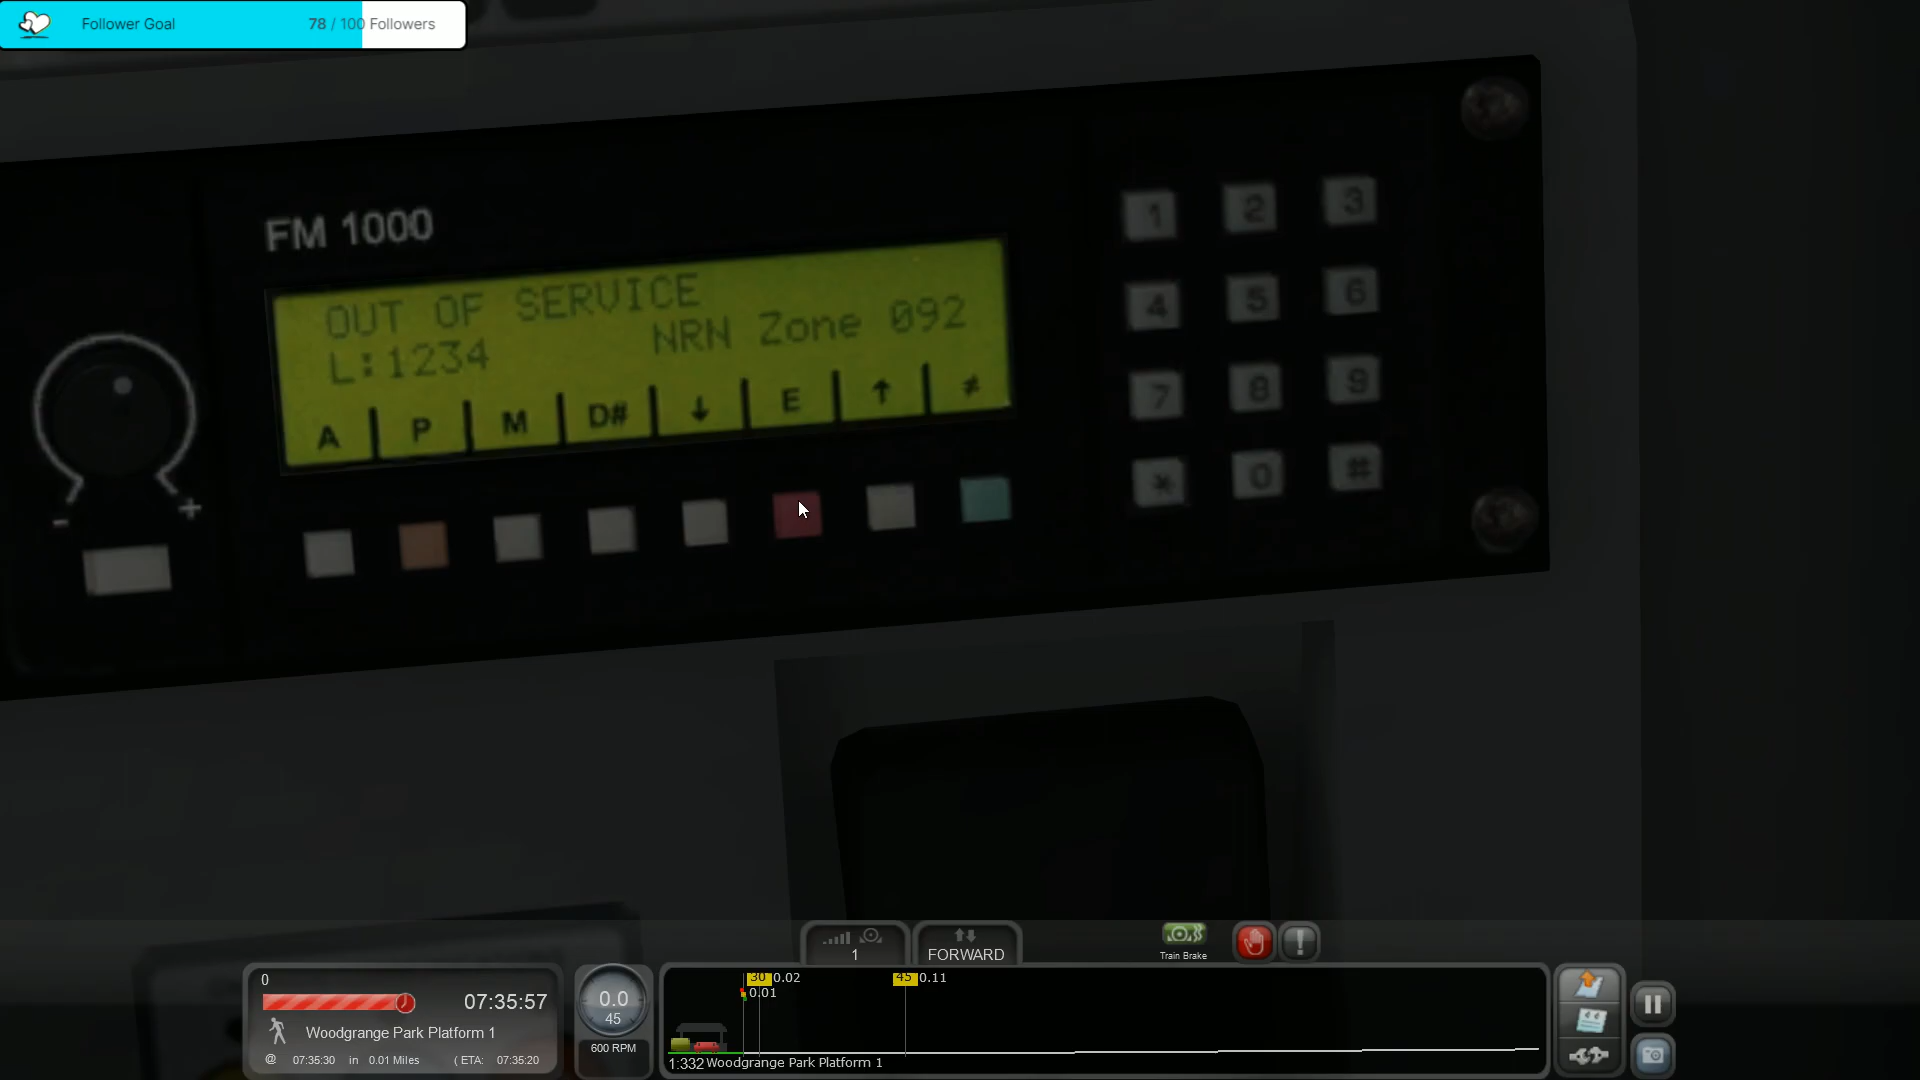 Follower Goal 78 / 100 Followers
FM 1000
OUT OF SERVICE
L:1234 NRN Zone 092
A P M D# ↓ E ↑ ≠
- +
1 2 3
4 5 6
7 8 9
* 0 #
1
FORWARD
Train Brake
!
0
07:35:57
Woodgrange Park Platform 1
@ 07:35:30 in 0.01 Miles ( ETA: 07:35:20
0.0
45
600 RPM
30 0.02
45 0.11
0.01
1:332 Woodgrange Park Platform 1